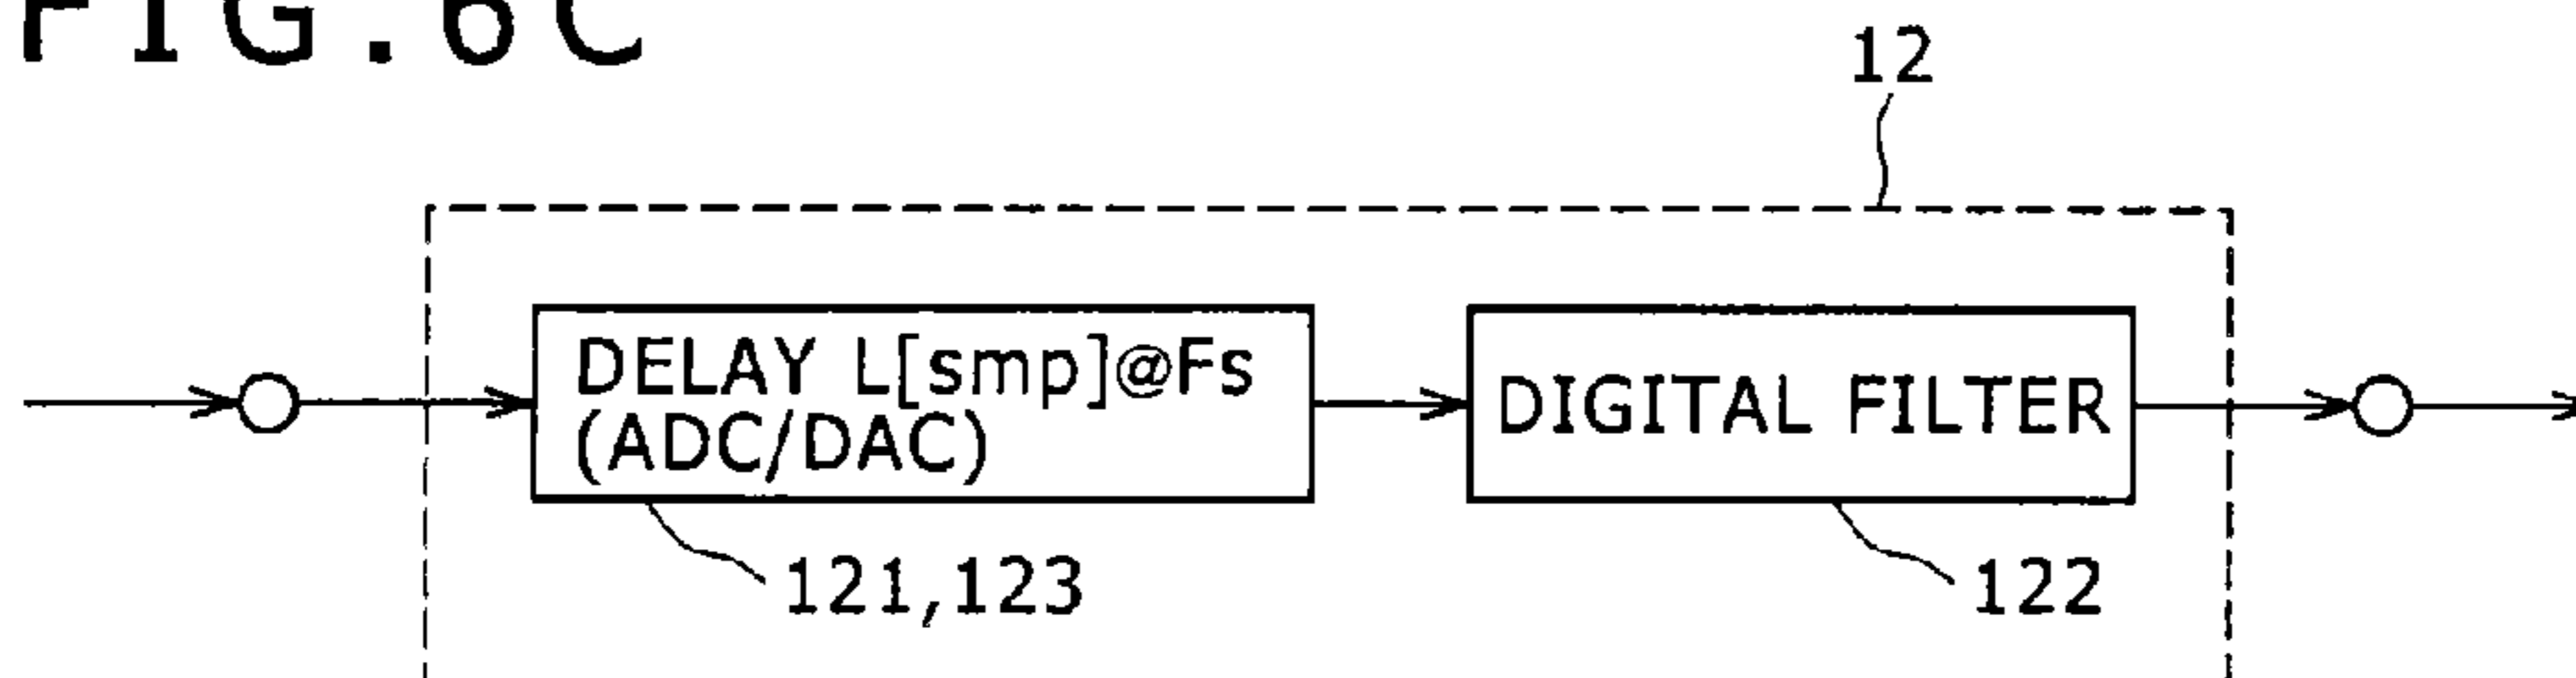 FIG.6C
12
DELAY L[smp]@Fs
(ADC/DAC)
DIGITAL FILTER
121,123
122